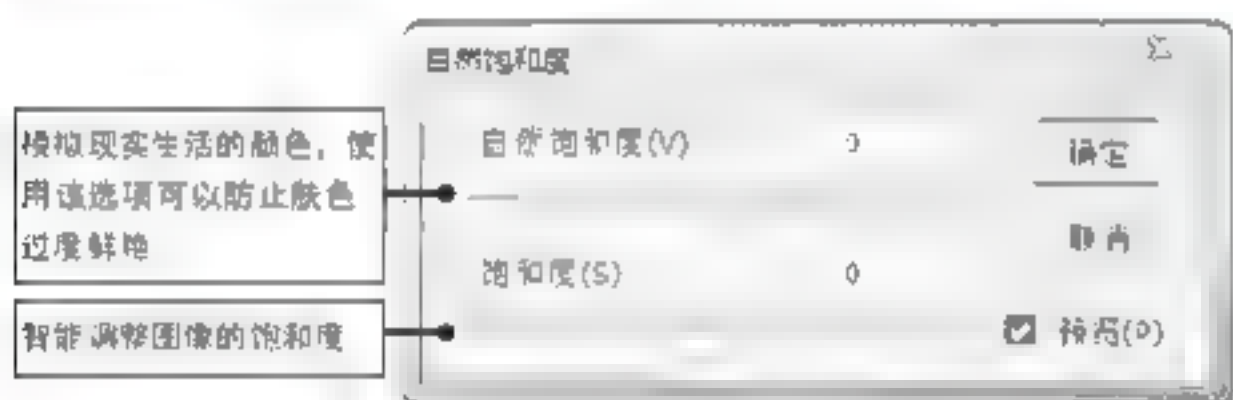 自然饱和度
模拟现实生活的颜色，使
用该选项可以防止肤色
过度鲜艳
自然饱和度(V)
0
确定
取消
饱和度(S)
0
智能调整图像的饱和度
预览(P)